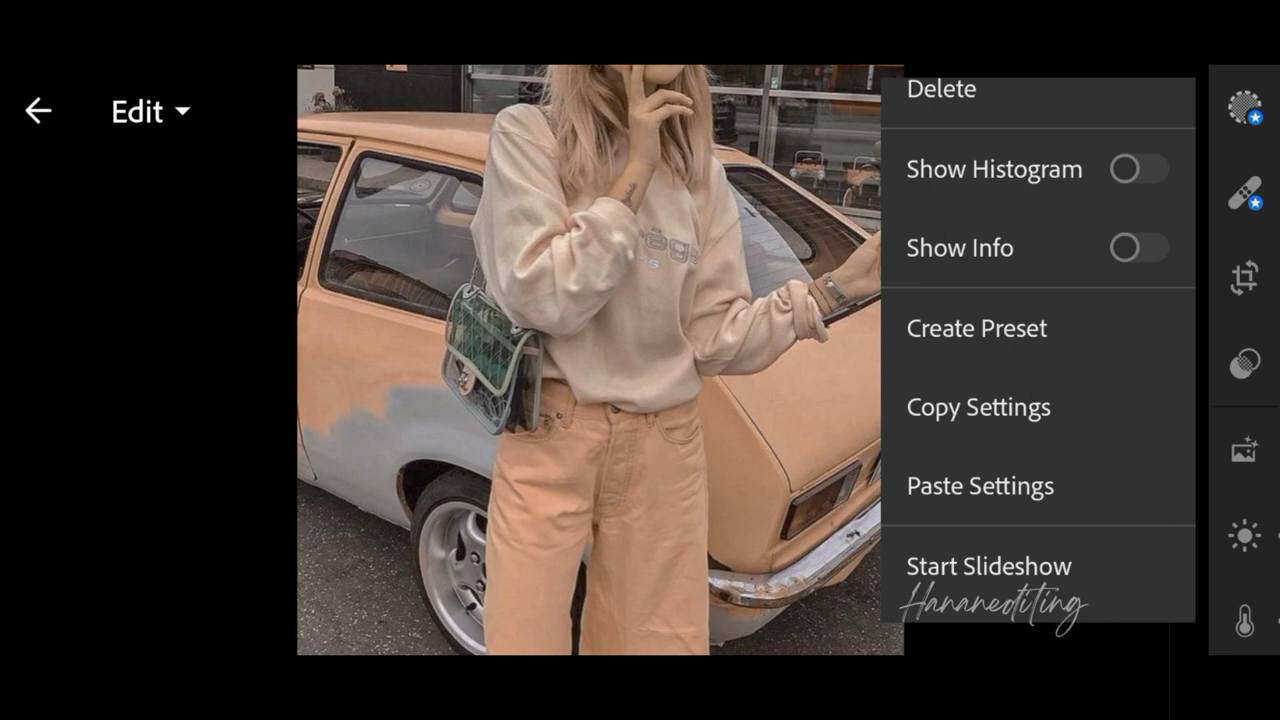 Edit
Delete
Show Histogram
Show Info
Create Preset
Copy Settings
Paste Settings
Start Slideshow
Hananediting